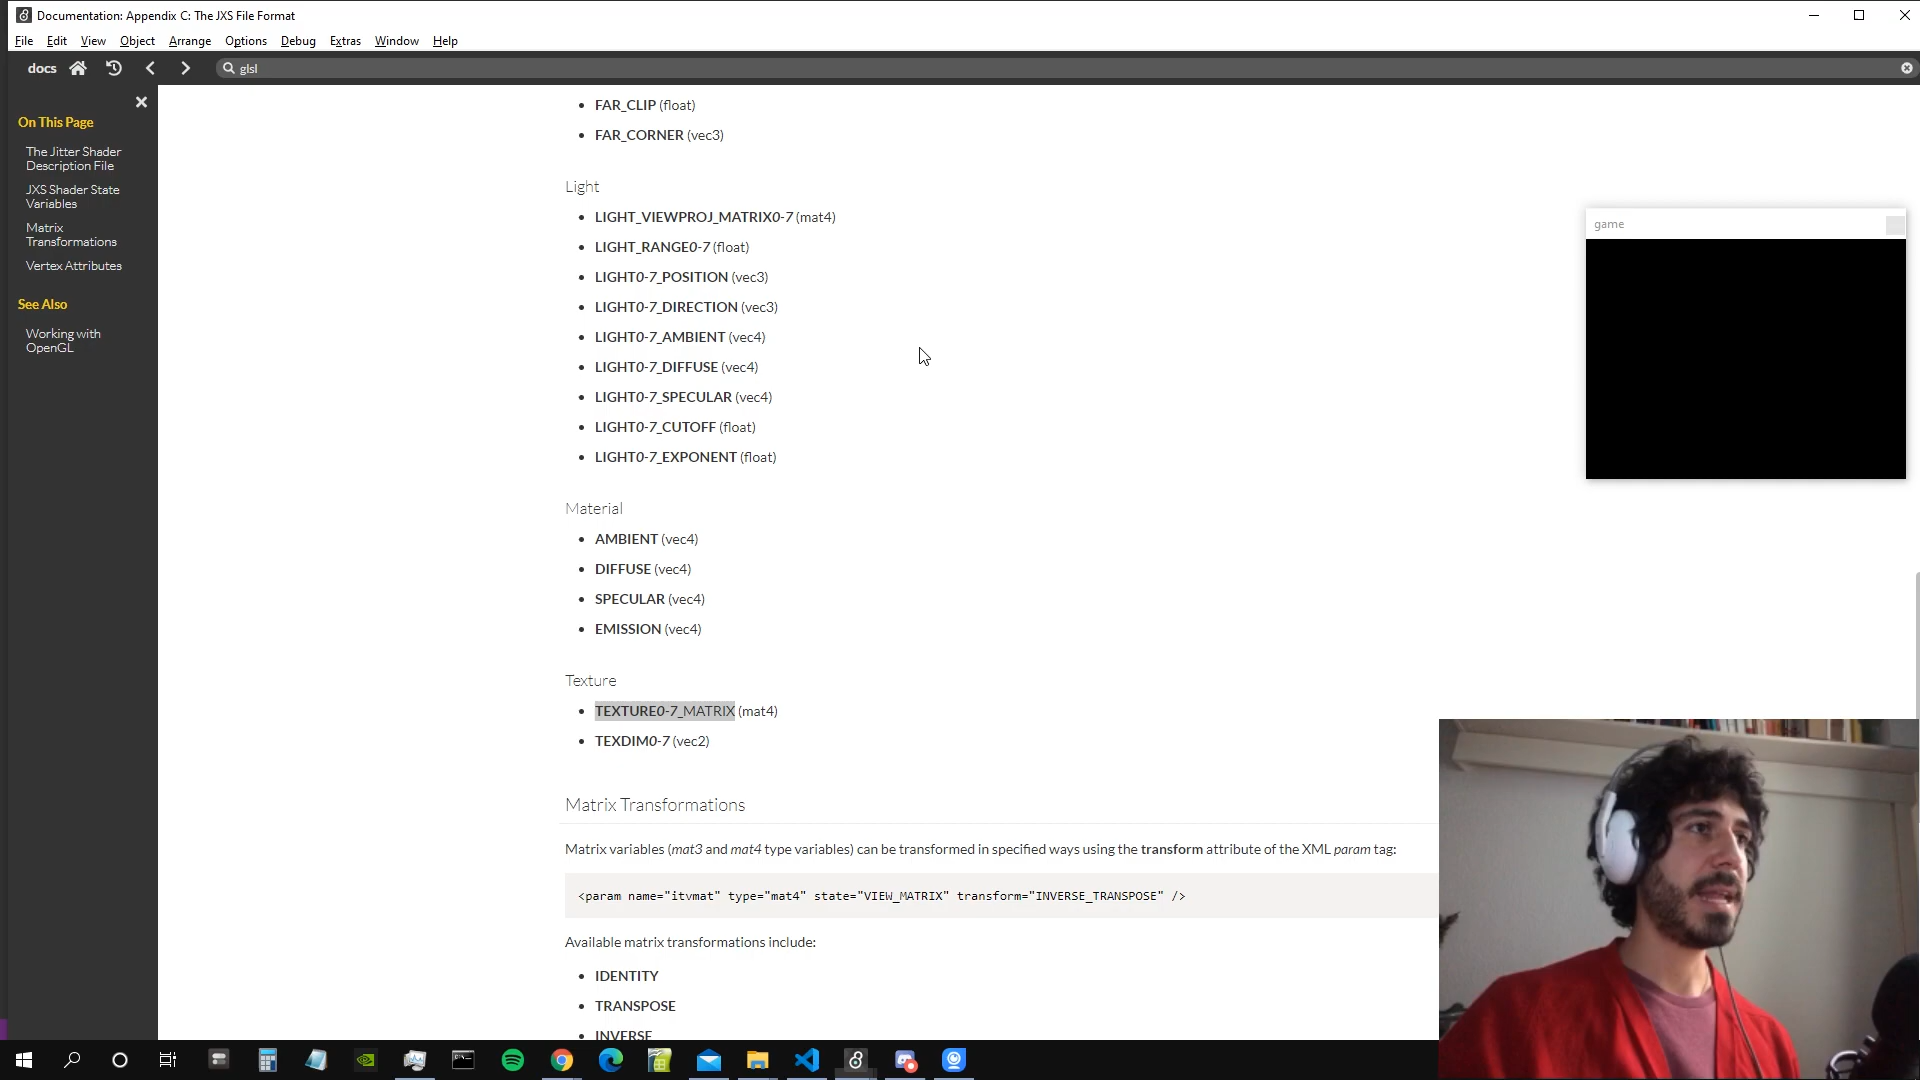 Documentation: Appendix C: The JXS File Format
File Edit View Object Arrange Options Debug Extras Window Help
docs
glsl
On This Page
The Jitter Shader
Description File
JXS Shader State
Variables
Matrix
Transformations
Vertex Attributes
See Also
Working with
OpenGL
• FAR_CLIP (float)
• FAR_CORNER (vec3)
Light
• LIGHT_VIEWPROJ_MATRIX0-7 (mat4)
• LIGHT_RANGE0-7 (float)
• LIGHT0-7_POSITION (vec3)
• LIGHT0-7_DIRECTION (vec3)
• LIGHT0-7_AMBIENT (vec4)
• LIGHT0-7_DIFFUSE (vec4)
• LIGHT0-7_SPECULAR (vec4)
• LIGHT0-7_CUTOFF (float)
• LIGHT0-7_EXPONENT (float)
Material
• AMBIENT (vec4)
• DIFFUSE (vec4)
• SPECULAR (vec4)
• EMISSION (vec4)
Texture
• TEXTURE0-7_MATRIX (mat4)
• TEXDIM0-7 (vec2)
Matrix Transformations
Matrix variables (mat3 and mat4 type variables) can be transformed in specified ways using the transform attribute of the XML param tag:
<param name="itvmat" type="mat4" state="VIEW_MATRIX" transform="INVERSE_TRANSPOSE" />
Available matrix transformations include:
• IDENTITY
• TRANSPOSE
• INVERSE
game